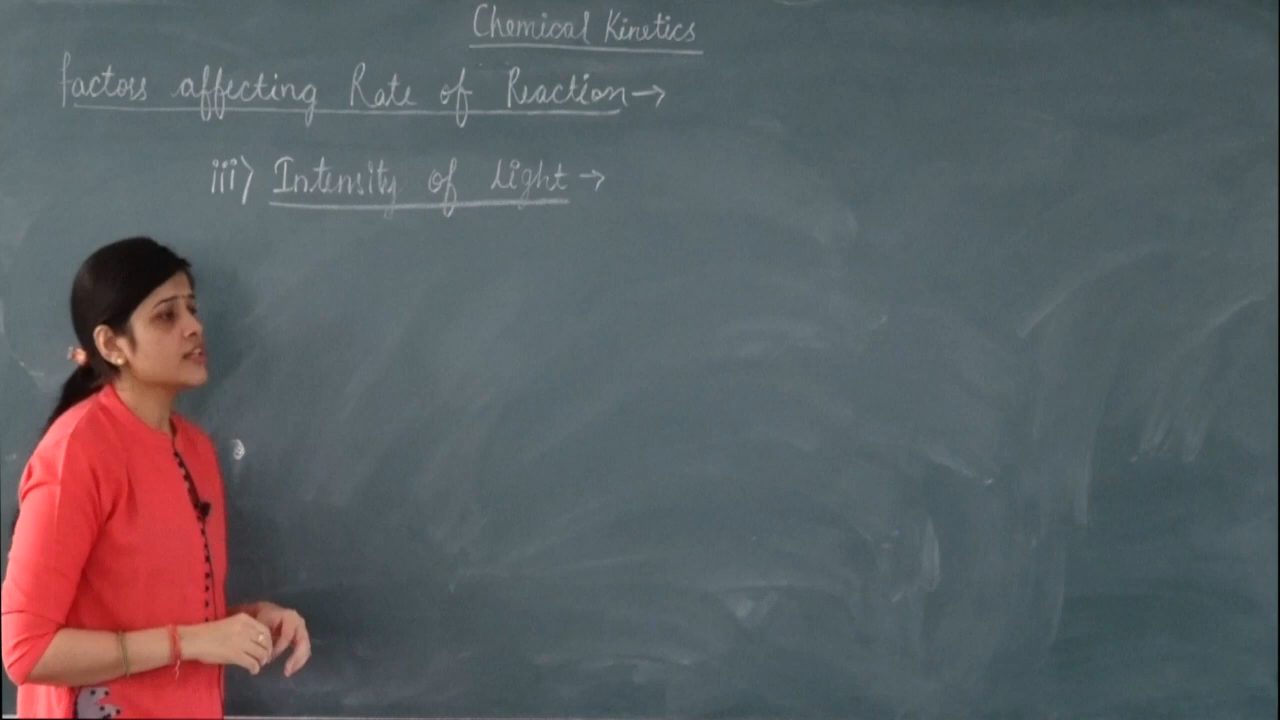 Chemical Kinetics
factors affecting Rate of Reaction→
iii) Intensity of light→